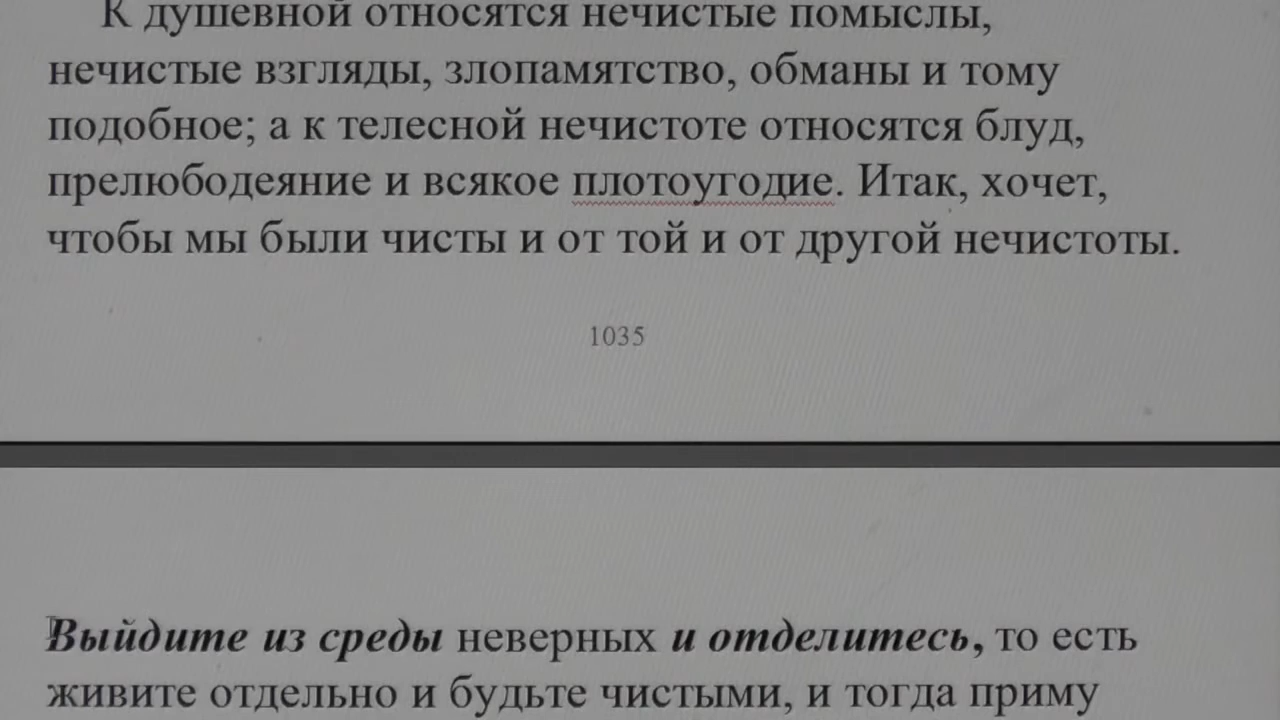 К душевной относятся нечистые помыслы,
нечистые взгляды, злопамятство, обманы и тому
подобное; а к телесной нечистоте относятся блуд,
прелюбодеяние и всякое плотоугодие. Итак, хочет,
чтобы мы были чисты и от той и от другой нечистоты.
1035
Выйдите из среды неверных и отделитесь, то есть
живите отдельно и будьте чистыми, и тогда приму